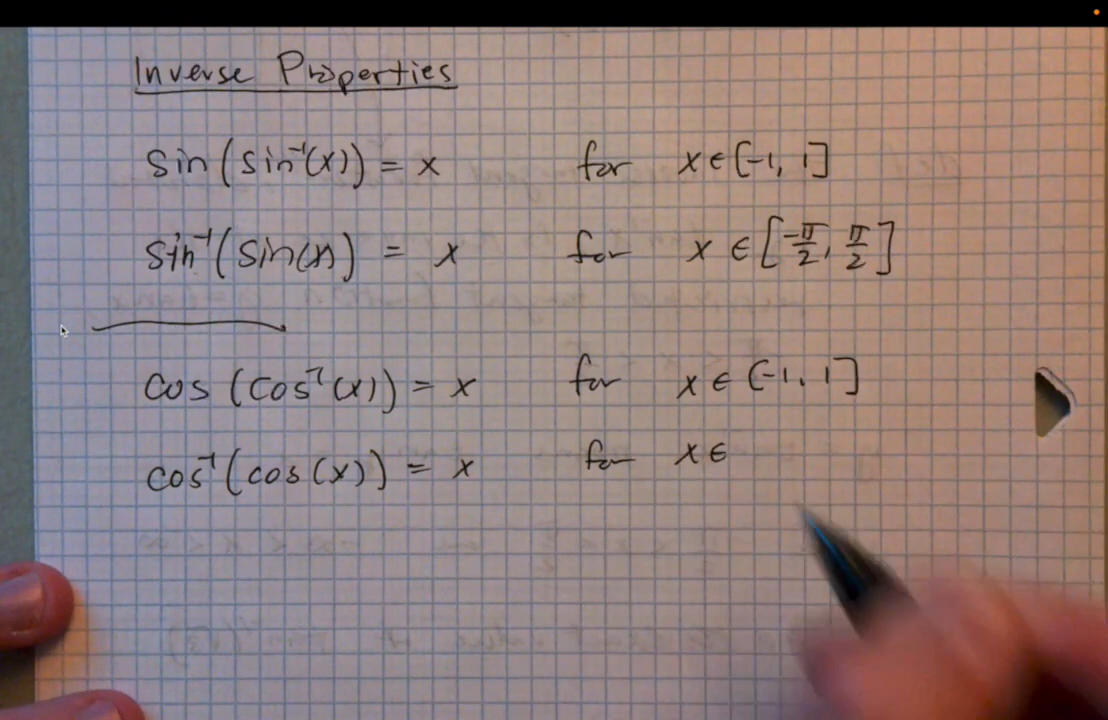 Inverse Properties
sin(sin⁻¹(x)) = x for x ∈ [-1, 1]
sin⁻¹(sin(x)) = x for x ∈ [-π/2, π/2]
cos(cos⁻¹(x)) = x for x ∈ [-1, 1]
cos⁻¹(cos(x)) = x for x ∈